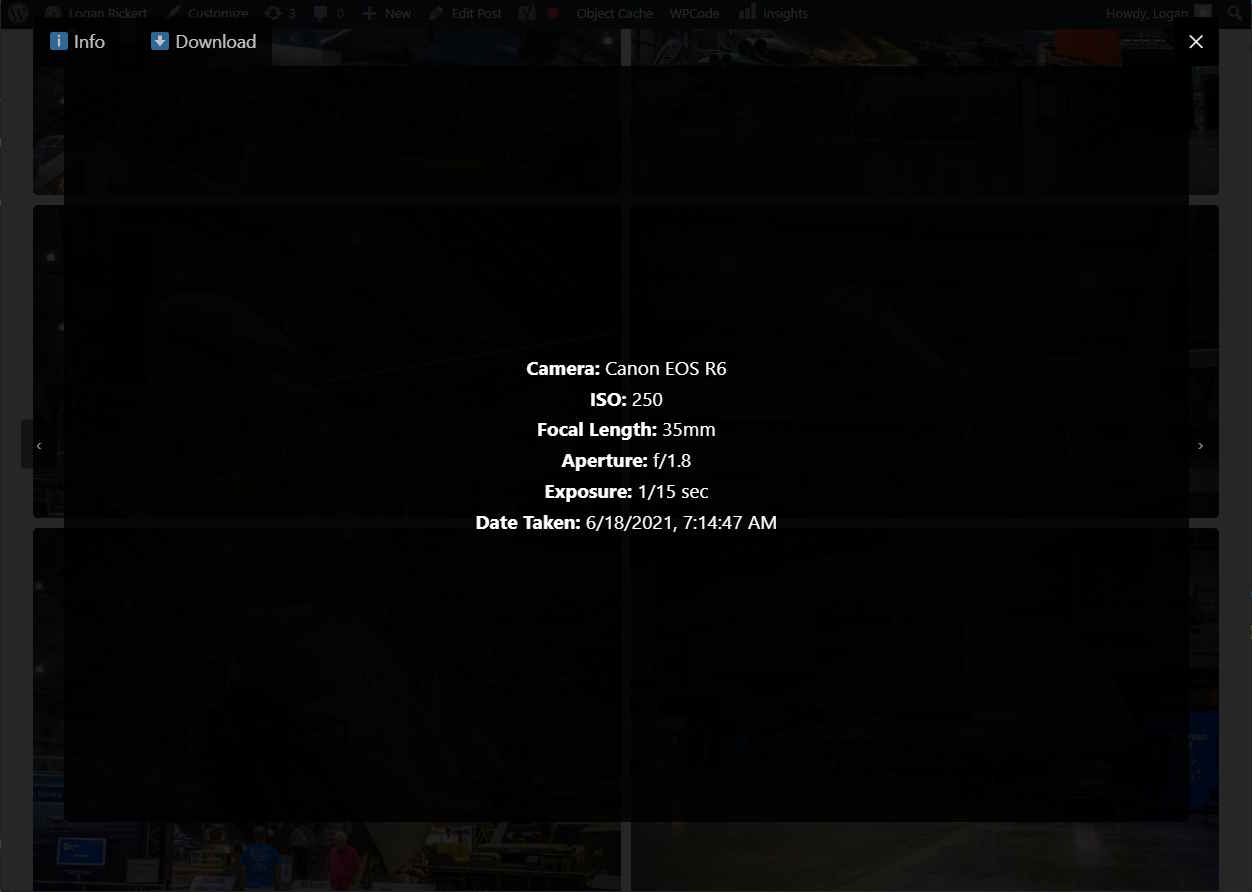 Logan Rickert Customize 3 0 New Edit Post Object Cache WPCode Insights Howdy, Logan
Info Download
Camera: Canon EOS R6
ISO: 250
Focal Length: 35mm
Aperture: f/1.8
Exposure: 1/15 sec
Date Taken: 6/18/2021, 7:14:47 AM